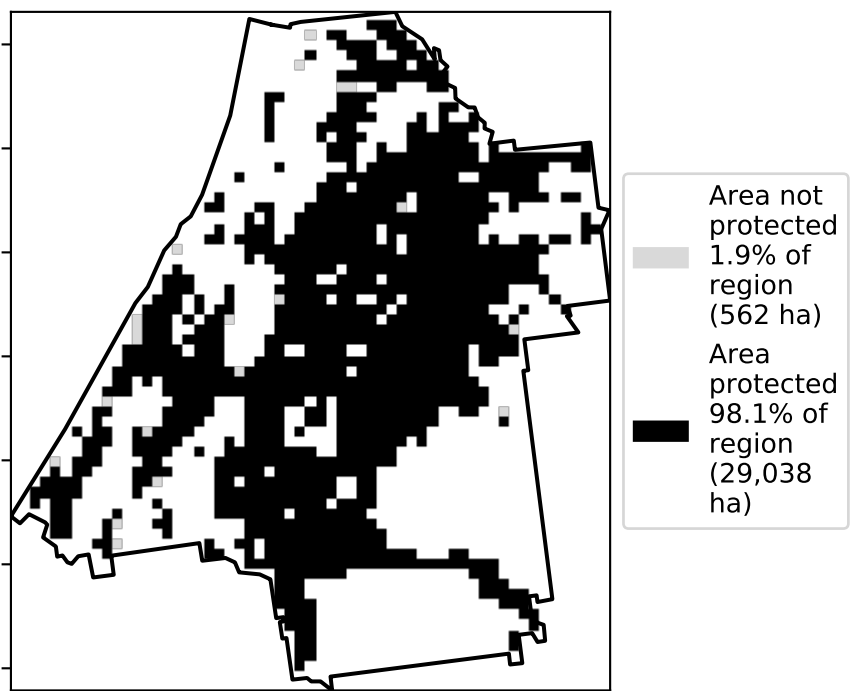 Area not
protected
1.9% of
region
(562 ha)
Area
protected
98.1% of
region
(29,038
ha)